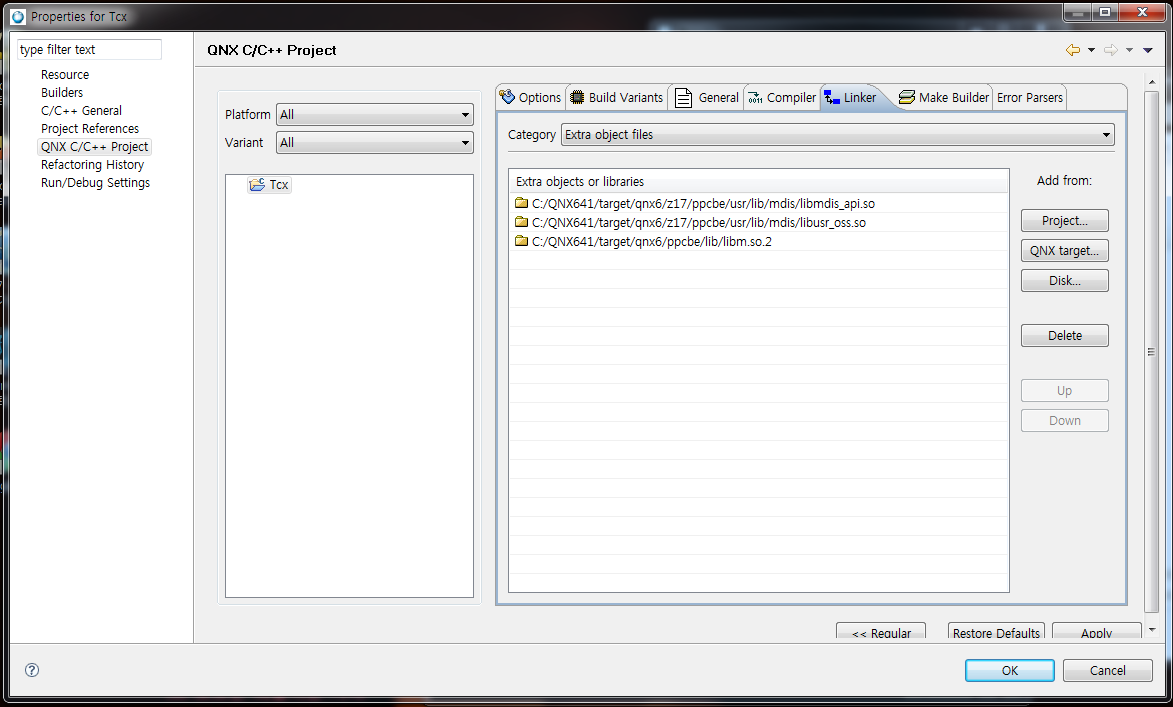 Properties for Tcx
type filter text
Resource
Builders
C/C++ General
Project References
QNX C/C++ Project
Refactoring History
Run/Debug Settings
QNX C/C++ Project
Platform All
Variant All
Tcx
Options Build Variants General Compiler Linker Make Builder Error Parsers
Category Extra object files
Extra objects or libraries
C:/QNX641/target/qnx6/z17/ppcbe/usr/lib/mdis/libmdis_api.so
C:/QNX641/target/qnx6/z17/ppcbe/usr/lib/mdis/libusr_oss.so
C:/QNX641/target/qnx6/ppcbe/lib/libm.so.2
Add from:
Project...
QNX target...
Disk...
Delete
Up
Down
<< Regular Restore Defaults Apply
OK Cancel